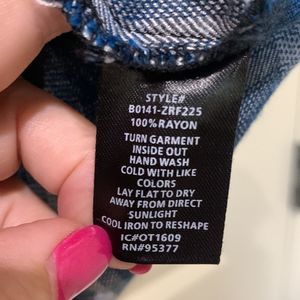 STYLE#
B0141-ZRF225
100%RAYON
TURN GARMENT
INSIDE OUT
HAND WASH
COLD WITH LIKE
COLORS
LAY FLAT TO DRY
AWAY FROM DIRECT
SUNLIGHT
COOL IRON TO RESHAPE
IC#OT1609
RN#95377